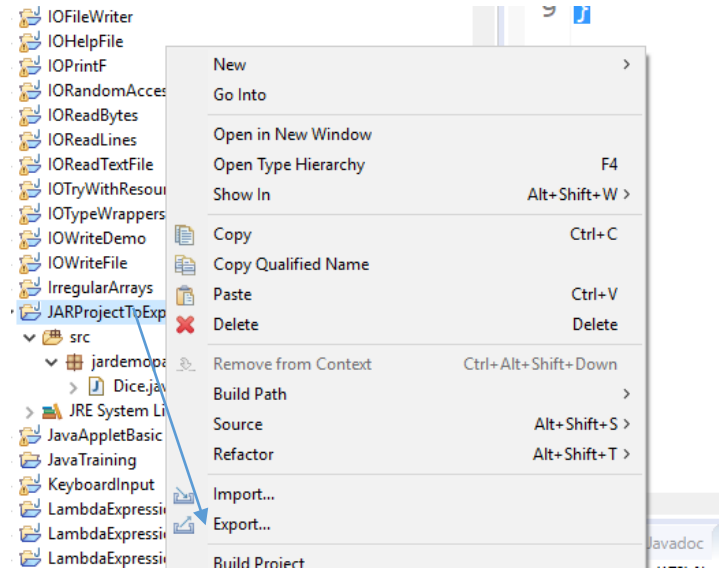 IOFileWriter
IOHelpFile
IOPrintF
IORandomAcces
IOReadBytes
IOReadLines
IOReadTextFile
IOTryWithResour
IOTypeWrappers
IOWriteDemo
IOWriteFile
IrregularArrays
JARProjectToExp
src
jardemopa
Dice.jav
JRE System Li
JavaAppletBasic
JavaTraining
KeyboardInput
LambdaExpressi
LambdaExpressi
LambdaExpressi
9 }
New
Go Into
Open in New Window
Open Type Hierarchy F4
Show In Alt+Shift+W
Copy Ctrl+C
Copy Qualified Name
Paste Ctrl+V
Delete Delete
Remove from Context Ctrl+Alt+Shift+Down
Build Path
Source Alt+Shift+S
Refactor Alt+Shift+T
Import...
Export...
Build Project
Javadoc